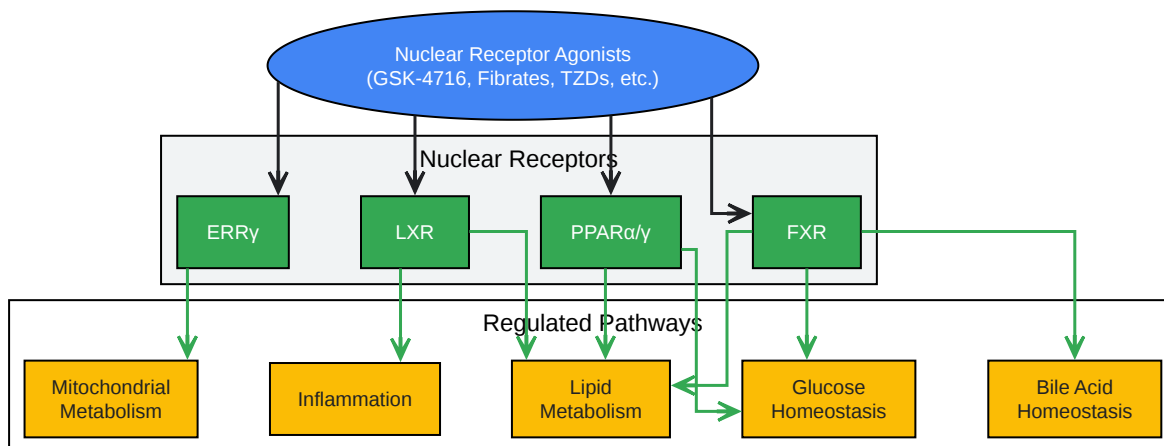 Nuclear Receptor Agonists
(GSK-4716, Fibrates, TZDs, etc.)
Nuclear Receptors
ERRγ
LXR
PPARα/γ
FXR
Regulated Pathways
Mitochondrial
Metabolism
Inflammation
Lipid
Metabolism
Glucose
Homeostasis
Bile Acid
Homeostasis